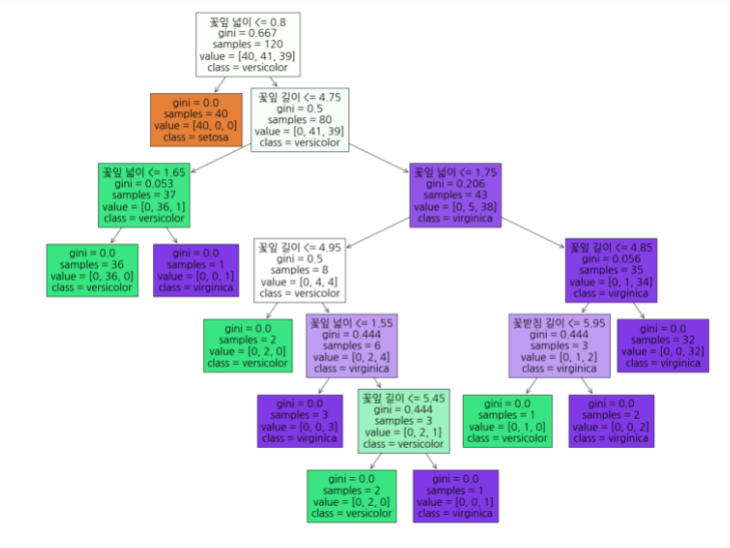 꽃잎 넓이 <= 0.8
gini = 0.667
samples = 120
value = [40, 41, 39]
class = versicolor
gini = 0.0
samples = 40
value = [40, 0, 0]
class = setosa
꽃잎 길이 <= 4.75
gini = 0.5
samples = 80
value = [0, 41, 39]
class = versicolor
꽃잎 넓이 <= 1.65
gini = 0.053
samples = 37
value = [0, 36, 1]
class = versicolor
꽃잎 넓이 <= 1.75
gini = 0.206
samples = 43
value = [0, 5, 38]
class = virginica
gini = 0.0
samples = 36
value = [0, 36, 0]
class = versicolor
gini = 0.0
samples = 1
value = [0, 0, 1]
class = virginica
꽃잎 길이 <= 4.95
gini = 0.5
samples = 8
value = [0, 4, 4]
class = versicolor
꽃잎 길이 <= 4.85
gini = 0.056
samples = 35
value = [0, 1, 34]
class = virginica
gini = 0.0
samples = 2
value = [0, 2, 0]
class = versicolor
꽃잎 넓이 <= 1.55
gini = 0.444
samples = 6
value = [0, 2, 4]
class = virginica
꽃받침 길이 <= 5.95
gini = 0.444
samples = 3
value = [0, 1, 2]
class = virginica
gini = 0.0
samples = 32
value = [0, 0, 32]
class = virginica
gini = 0.0
samples = 3
value = [0, 0, 3]
class = virginica
꽃잎 길이 <= 5.45
gini = 0.444
samples = 3
value = [0, 2, 1]
class = versicolor
gini = 0.0
samples = 1
value = [0, 1, 0]
class = versicolor
gini = 0.0
samples = 2
value = [0, 0, 2]
class = virginica
gini = 0.0
samples = 2
value = [0, 2, 0]
class = versicolor
gini = 0.0
samples = 1
value = [0, 0, 1]
class = virginica